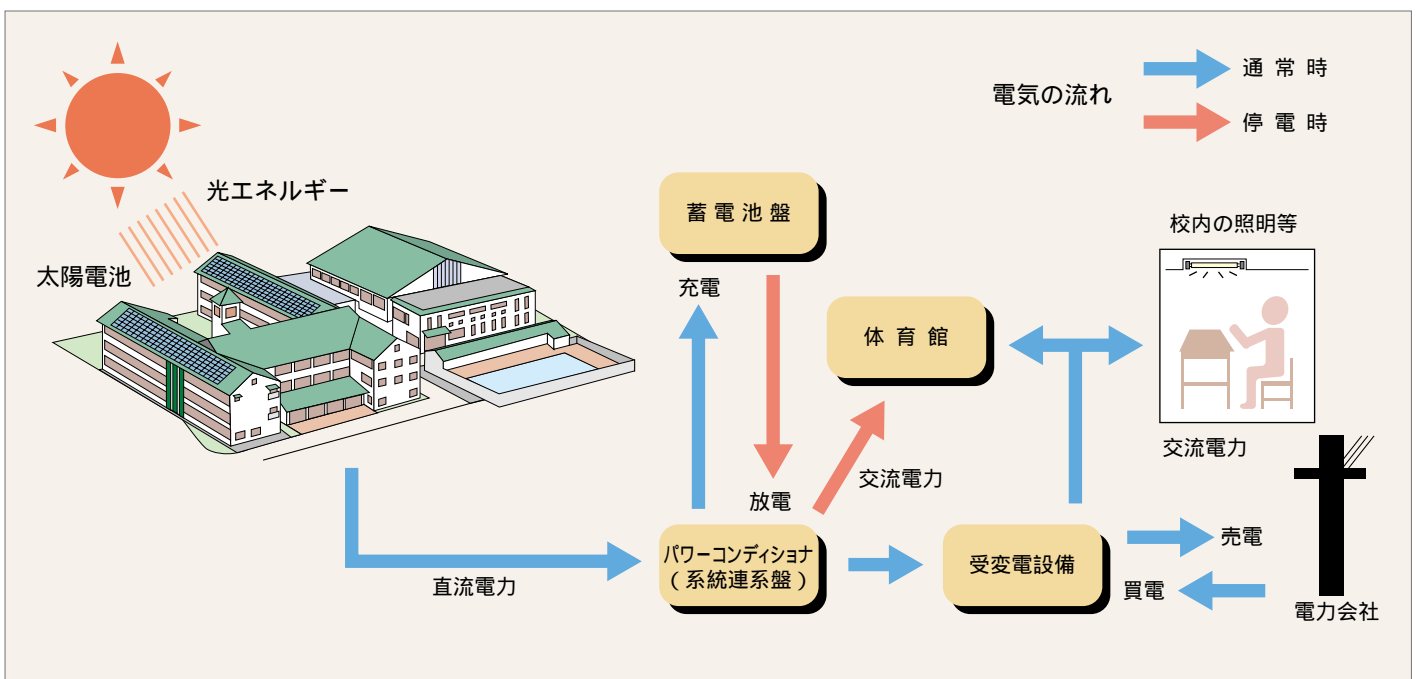 電気の流れ
通常時
停電時
光エネルギー
太陽電池
蓄電池盤
校内の照明等
充電
体育館
放電
交流電力
交流電力
パワーコンディショナ
(系統連系盤)
受変電設備
売電
買電
直流電力
電力会社